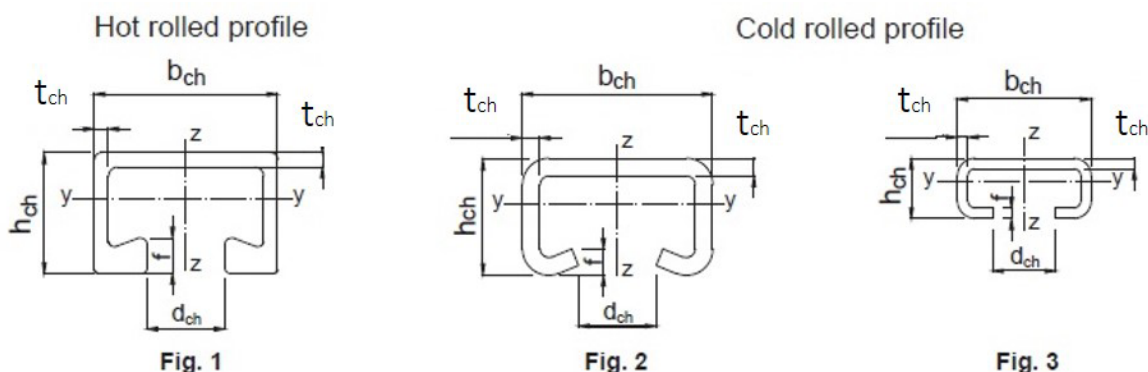 Hot rolled profile
Cold rolled profile
bch
tch
tch
z
hch
y
y
f
z
dch
Fig. 1
bch
tch
tch
z
hch
y
y
f
z
dch
Fig. 2
bch
tch
tch
z
hch
y
y
f
z
dch
Fig. 3